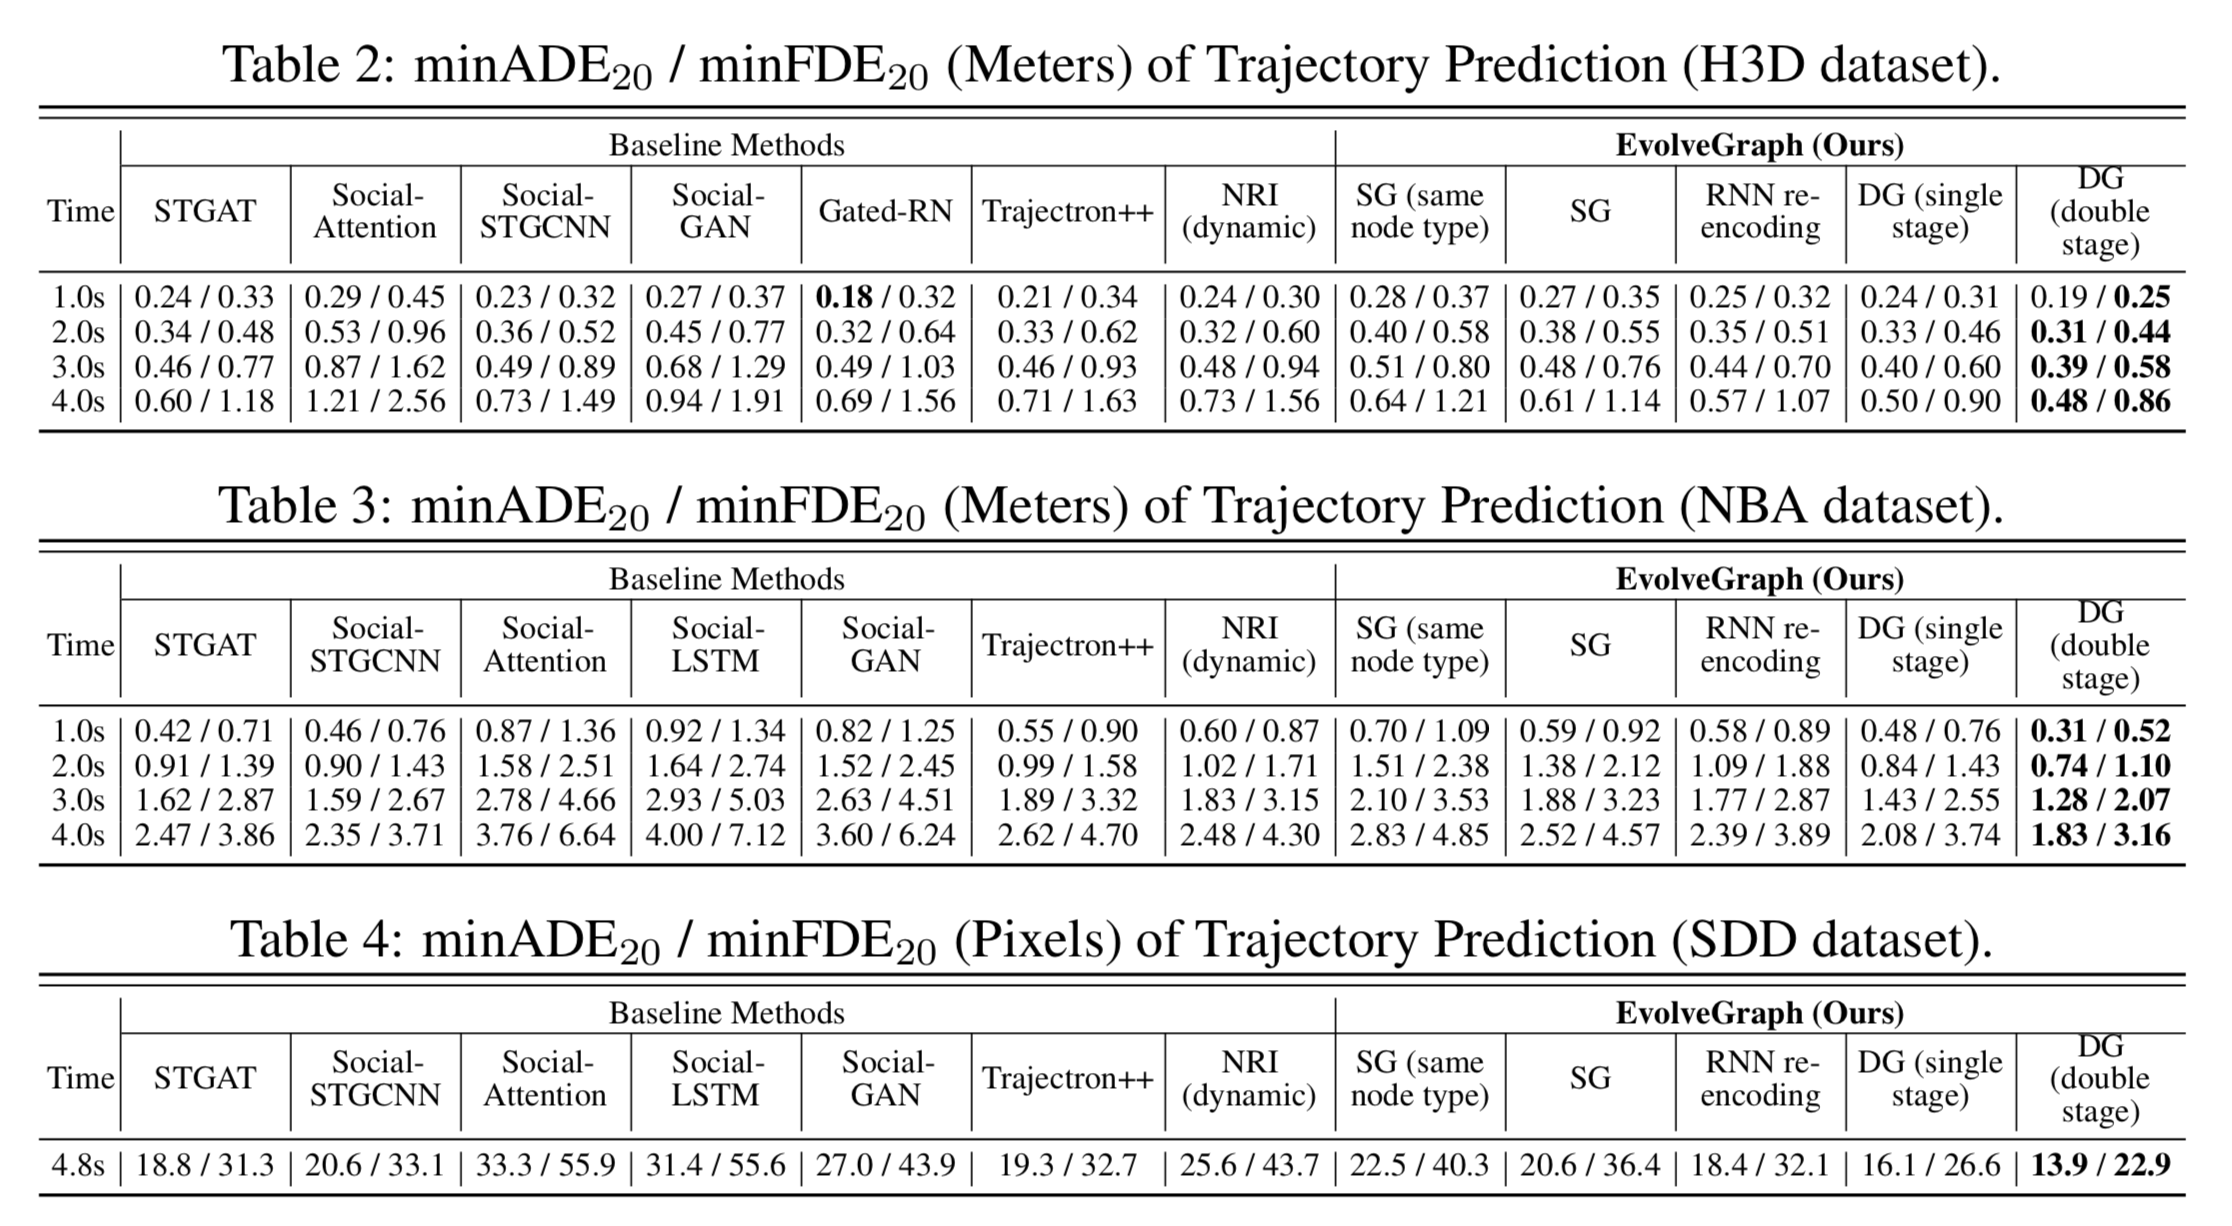 Table 2: minADE20 / minFDE20 (Meters) of Trajectory Prediction (H3D dataset).
Baseline Methods | EvolveGraph (Ours)
Time | STGAT | Social-Attention | Social-STGCNN | Social-GAN | Gated-RN | Trajectron++ | NRI (dynamic) | SG (same node type) | SG | RNN re-encoding | DG (single stage) | DG (double stage)
1.0s | 0.24 / 0.33 | 0.29 / 0.45 | 0.23 / 0.32 | 0.27 / 0.37 | 0.18 / 0.32 | 0.21 / 0.34 | 0.24 / 0.30 | 0.28 / 0.37 | 0.27 / 0.35 | 0.25 / 0.32 | 0.24 / 0.31 | 0.19 / 0.25
2.0s | 0.34 / 0.48 | 0.53 / 0.96 | 0.36 / 0.52 | 0.45 / 0.77 | 0.32 / 0.64 | 0.33 / 0.62 | 0.32 / 0.60 | 0.40 / 0.58 | 0.38 / 0.55 | 0.35 / 0.51 | 0.33 / 0.46 | 0.31 / 0.44
3.0s | 0.46 / 0.77 | 0.87 / 1.62 | 0.49 / 0.89 | 0.68 / 1.29 | 0.49 / 1.03 | 0.46 / 0.93 | 0.48 / 0.94 | 0.51 / 0.80 | 0.48 / 0.76 | 0.44 / 0.70 | 0.40 / 0.60 | 0.39 / 0.58
4.0s | 0.60 / 1.18 | 1.21 / 2.56 | 0.73 / 1.49 | 0.94 / 1.91 | 0.69 / 1.56 | 0.71 / 1.63 | 0.73 / 1.56 | 0.64 / 1.21 | 0.61 / 1.14 | 0.57 / 1.07 | 0.50 / 0.90 | 0.48 / 0.86
Table 3: minADE20 / minFDE20 (Meters) of Trajectory Prediction (NBA dataset).
Baseline Methods | EvolveGraph (Ours)
Time | STGAT | Social-STGCNN | Social-Attention | Social-LSTM | Social-GAN | Trajectron++ | NRI (dynamic) | SG (same node type) | SG | RNN re-encoding | DG (single stage) | DG (double stage)
1.0s | 0.42 / 0.71 | 0.46 / 0.76 | 0.87 / 1.36 | 0.92 / 1.34 | 0.82 / 1.25 | 0.55 / 0.90 | 0.60 / 0.87 | 0.70 / 1.09 | 0.59 / 0.92 | 0.58 / 0.89 | 0.48 / 0.76 | 0.31 / 0.52
2.0s | 0.91 / 1.39 | 0.90 / 1.43 | 1.58 / 2.51 | 1.64 / 2.74 | 1.52 / 2.45 | 0.99 / 1.58 | 1.02 / 1.71 | 1.51 / 2.38 | 1.38 / 2.12 | 1.09 / 1.88 | 0.84 / 1.43 | 0.74 / 1.10
3.0s | 1.62 / 2.87 | 1.59 / 2.67 | 2.78 / 4.66 | 2.93 / 5.03 | 2.63 / 4.51 | 1.89 / 3.32 | 1.83 / 3.15 | 2.10 / 3.53 | 1.88 / 3.23 | 1.77 / 2.87 | 1.43 / 2.55 | 1.28 / 2.07
4.0s | 2.47 / 3.86 | 2.35 / 3.71 | 3.76 / 6.64 | 4.00 / 7.12 | 3.60 / 6.24 | 2.62 / 4.70 | 2.48 / 4.30 | 2.83 / 4.85 | 2.52 / 4.57 | 2.39 / 3.89 | 2.08 / 3.74 | 1.83 / 3.16
Table 4: minADE20 / minFDE20 (Pixels) of Trajectory Prediction (SDD dataset).
Baseline Methods | EvolveGraph (Ours)
Time | STGAT | Social-STGCNN | Social-Attention | Social-LSTM | Social-GAN | Trajectron++ | NRI (dynamic) | SG (same node type) | SG | RNN re-encoding | DG (single stage) | DG (double stage)
4.8s | 18.8 / 31.3 | 20.6 / 33.1 | 33.3 / 55.9 | 31.4 / 55.6 | 27.0 / 43.9 | 19.3 / 32.7 | 25.6 / 43.7 | 22.5 / 40.3 | 20.6 / 36.4 | 18.4 / 32.1 | 16.1 / 26.6 | 13.9 / 22.9